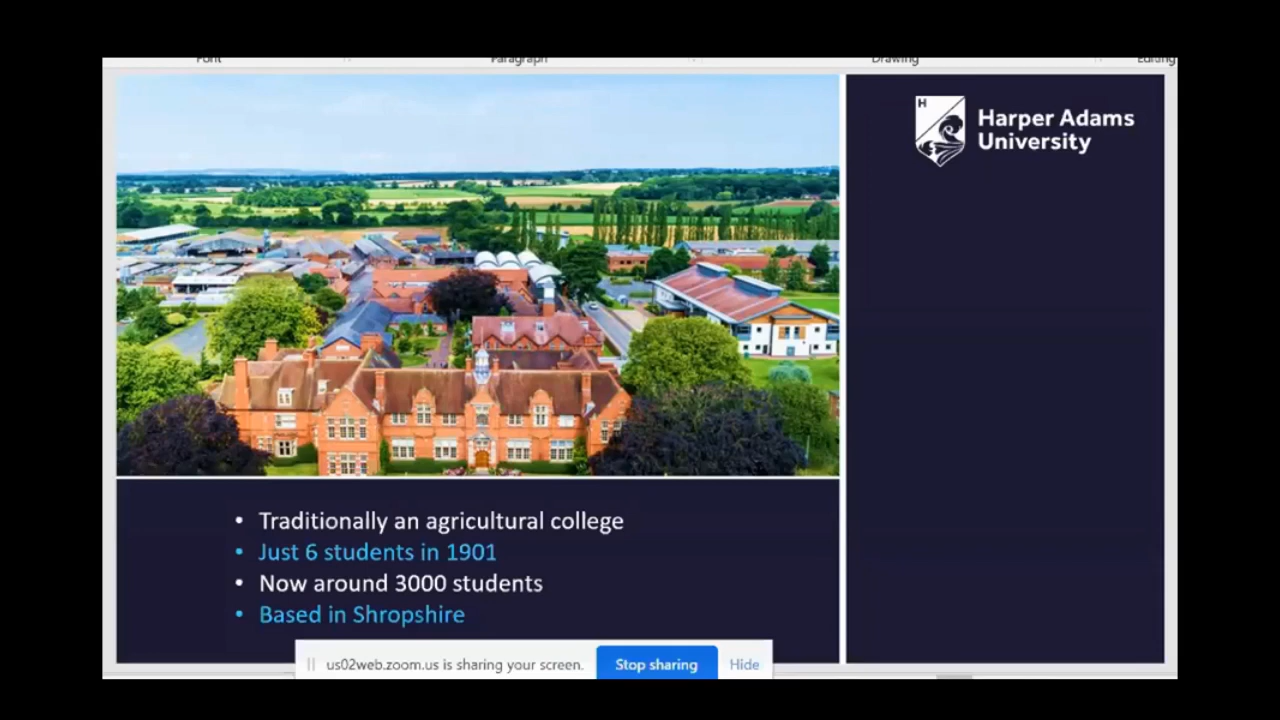 Font Paragraph Drawing Editing
H
Harper Adams
University
• Traditionally an agricultural college
• Just 6 students in 1901
• Now around 3000 students
• Based in Shropshire
us02web.zoom.us is sharing your screen. Stop sharing Hide